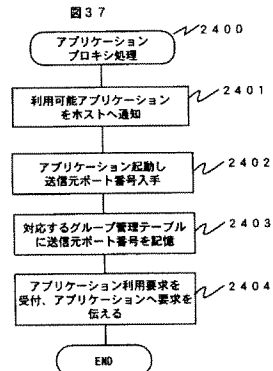 図37
2400
アプリケーション
プロキシ処理
2401
利用可能アプリケーション
をホストへ通知
2402
アプリケーション起動し
送信元ポート番号入手
2403
対応するグループ管理テーブル
に送信元ポート番号を記憶
2404
アプリケーション利用要求を
受付、アプリケーションへ要求を
伝える
END